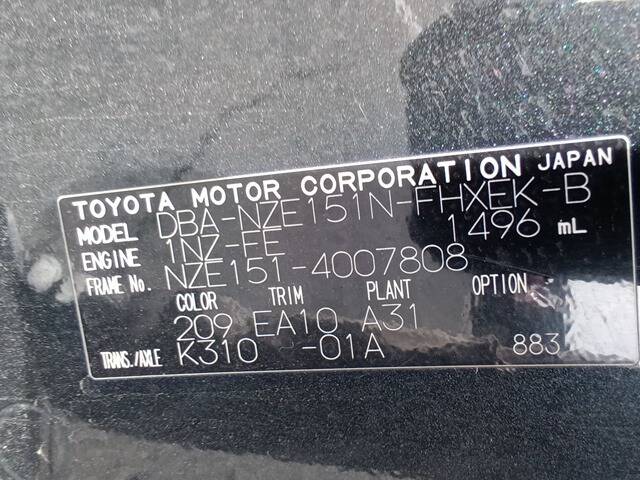 TOYOTA MOTOR CORPORATION JAPAN
MODEL DBA-NZE151N-FHXEK-B
ENGINE 1NZ-FE 1496 mL
FRAME No. NZE151-4007808
COLOR TRIM PLANT OPTION
209 EA10 A31
TRANS./AXLE K310 -01A 883